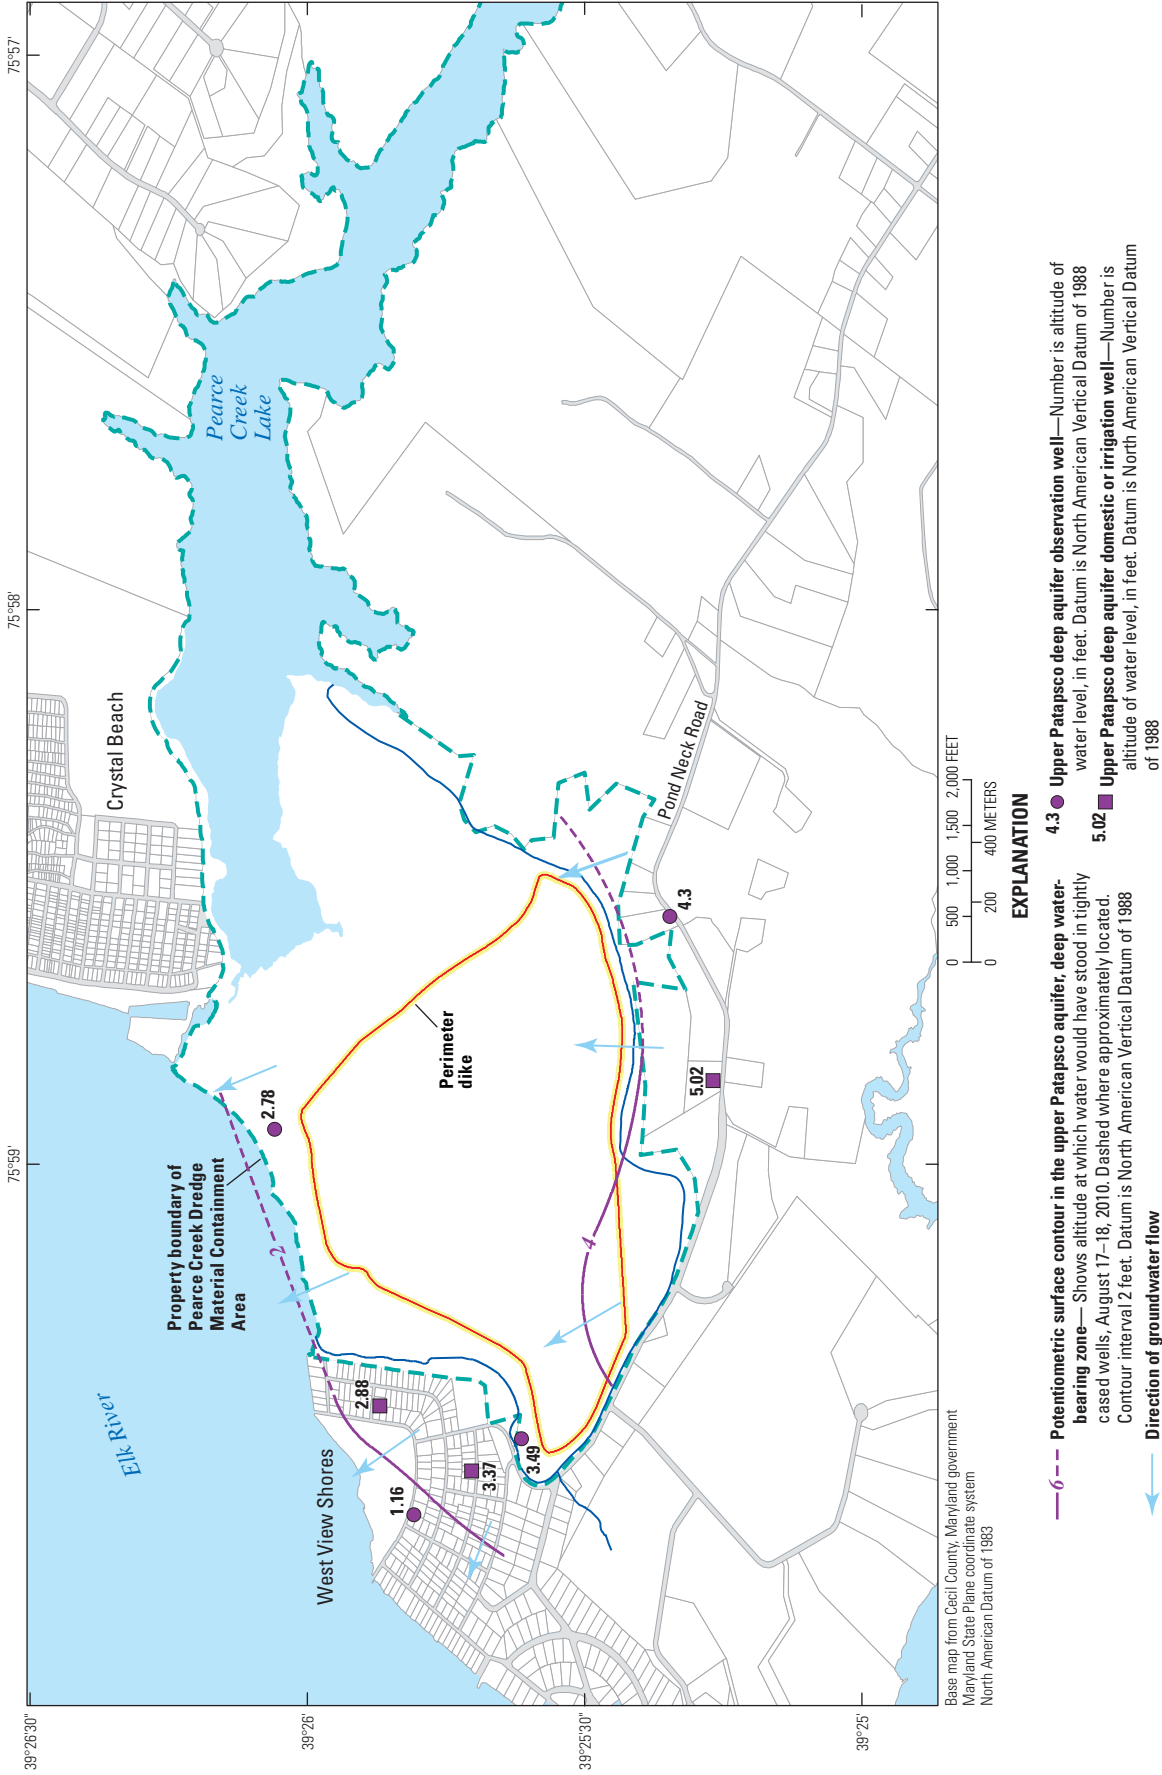 75°59'
75°58'
75°57'
39°26'30"
39°26'
39°25'30"
39°25'
Elk River
Crystal Beach
Pearce
Creek
Lake
Property boundary of
Pearce Creek Dredge
Material Containment
Area
West View Shores
Perimeter
dike
Pond Neck Road
2
4
2.78
2.88
1.16
3.37
3.49
5.02
4.3
Base map from Cecil County, Maryland government
Maryland State Plane coordinate system
North American Datum of 1983
0 500 1,000 1500 2,000 FEET
0 200 400 METERS
EXPLANATION
6 Potentiometric surface contour in the upper Patapsco aquifer, deep water-
bearing zone— Shows altitude at which water would have stood in tightly
cased wells, August 17–18, 2010. Dashed where approximately located.
Contour interval 2 feet. Datum is North American Vertical Datum of 1988
Direction of groundwater flow
4.3 Upper Patapsco deep aquifer observation well—Number is altitude of
water level, in feet. Datum is North American Vertical Datum of 1988
5.02 Upper Patapsco deep aquifer domestic or irrigation well—Number is
altitude of water level, in feet. Datum is North American Vertical Datum
of 1988